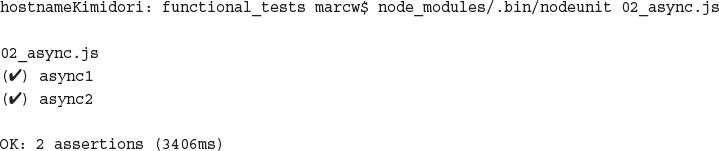 hostnameKimidori: functional_tests marcw$ node_modules/.bin/nodeunit 02_async.js
02_async.js
(✔) async1
(✔) async2
OK: 2 assertions (3406ms)